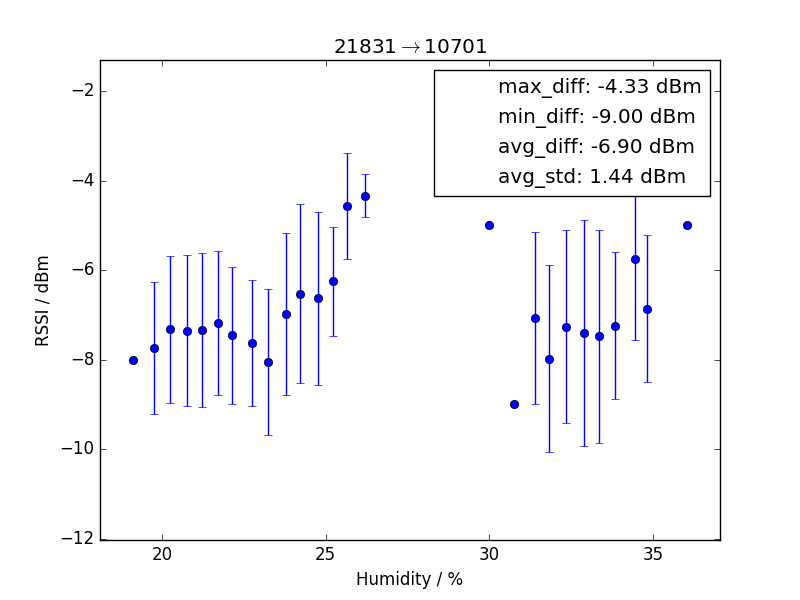 21831→10701
max_diff: -4.33 dBm
min_diff: -9.00 dBm
avg_diff: -6.90 dBm
avg_std: 1.44 dBm
RSSI / dBm
−2
−4
−6
−8
−10
−12
20 25 30 35
Humidity / %